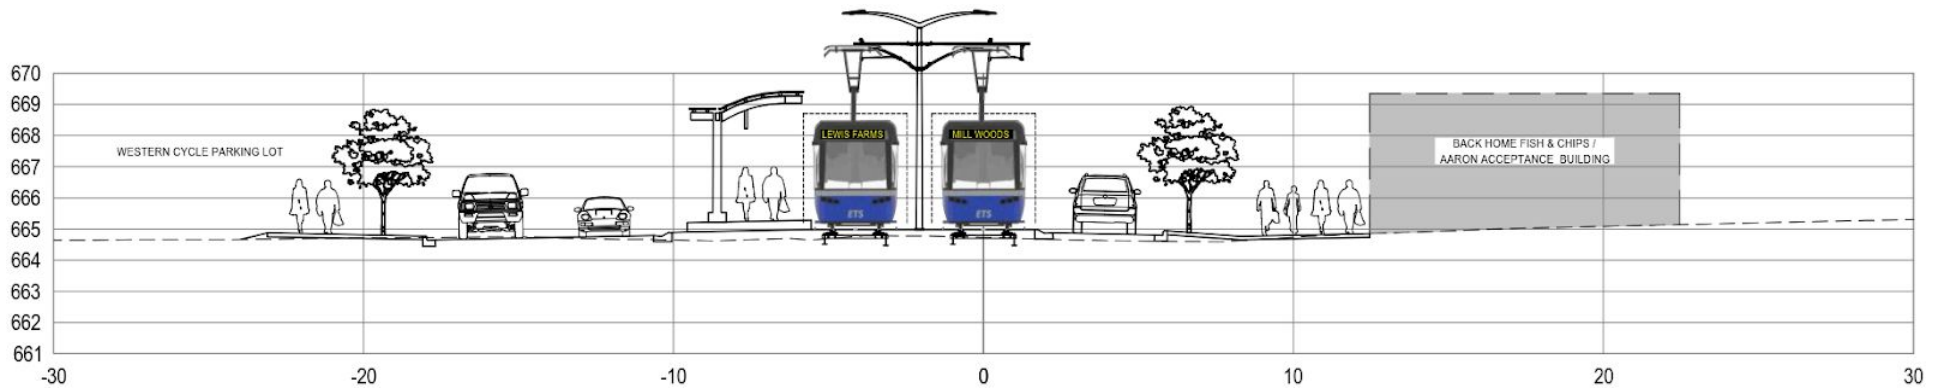 670
669
668
667
666
665
664
663
662
661
WESTERN CYCLE PARKING LOT
LEWIS FARMS
MILL WOODS
ETS
ETS
BACK HOME FISH & CHIPS /
AARON ACCEPTANCE BUILDING
-30
-20
-10
0
10
20
30